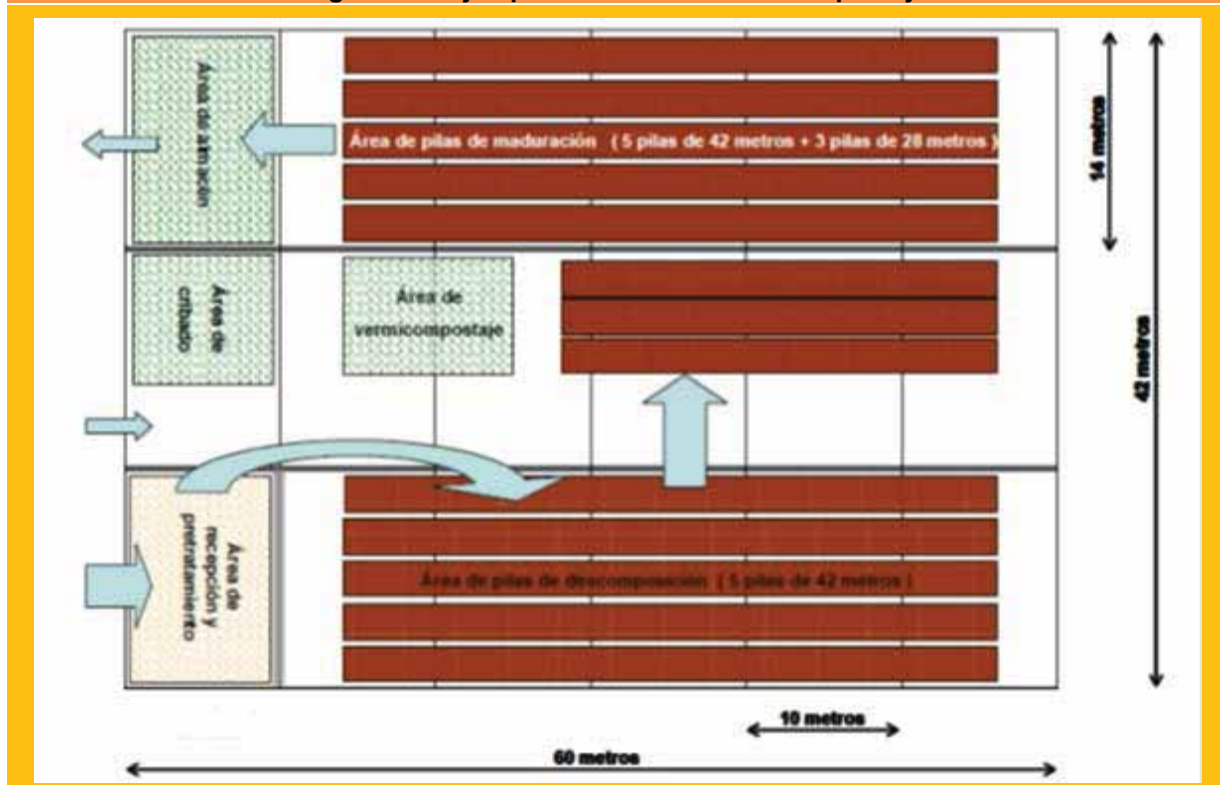 Área de almacén
Área de pilas de maduración ( 5 pilas de 42 metros + 3 pilas de 28 metros )
14 metros
Área de
cribado
Área de
vermicompostaje
42 metros
Área de
recepción y
pretratamiento
Área de pilas de descomposición ( 5 pilas de 42 metros )
10 metros
60 metros